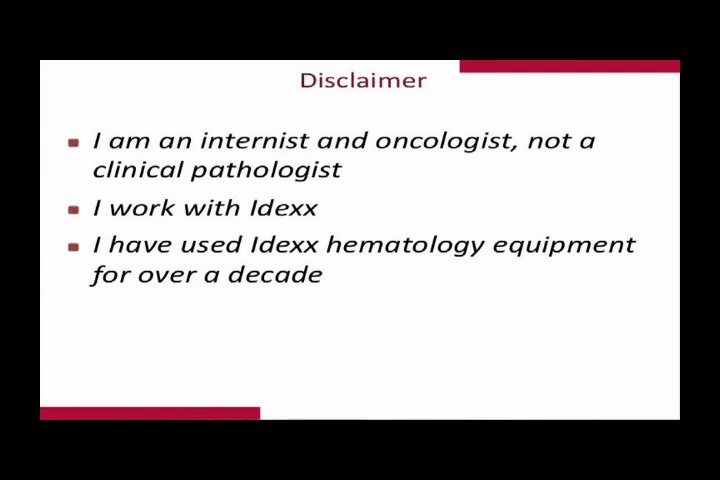 Disclaimer
I am an internist and oncologist, not a
clinical pathologist
I work with Idexx
I have used Idexx hematology equipment
for over a decade